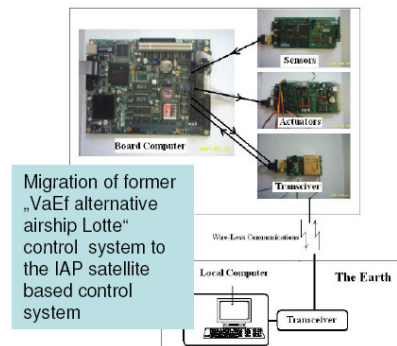 Sensors
Actuators
Board Computer
Transciver
Migration of former
„VaEf alternative
airship Lotte“
control system to
the IAP satellite
based control
system
Wire-Less Communications
Local Computer
The Earth
Transceiver